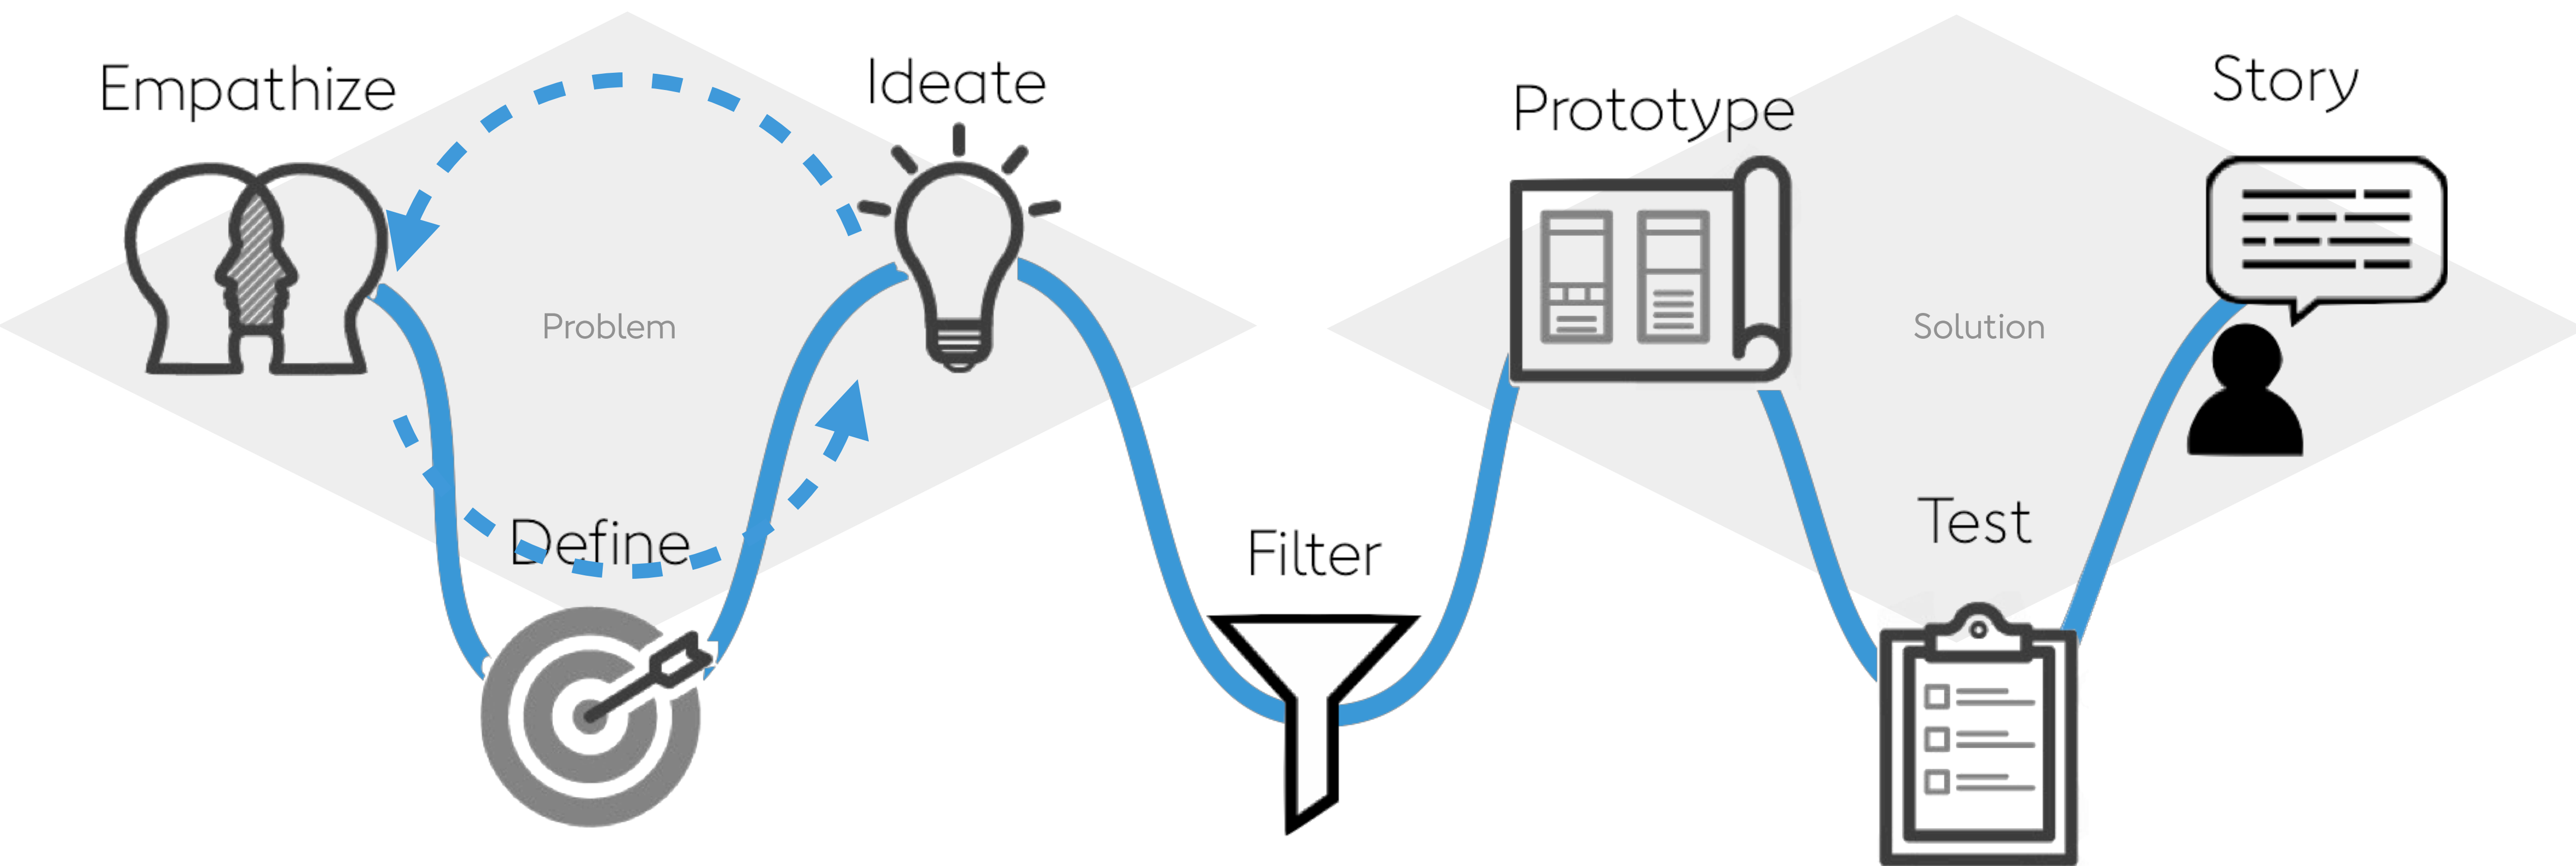 Empathize
Ideate
Prototype
Story
Problem
Solution
Define
Filter
Test